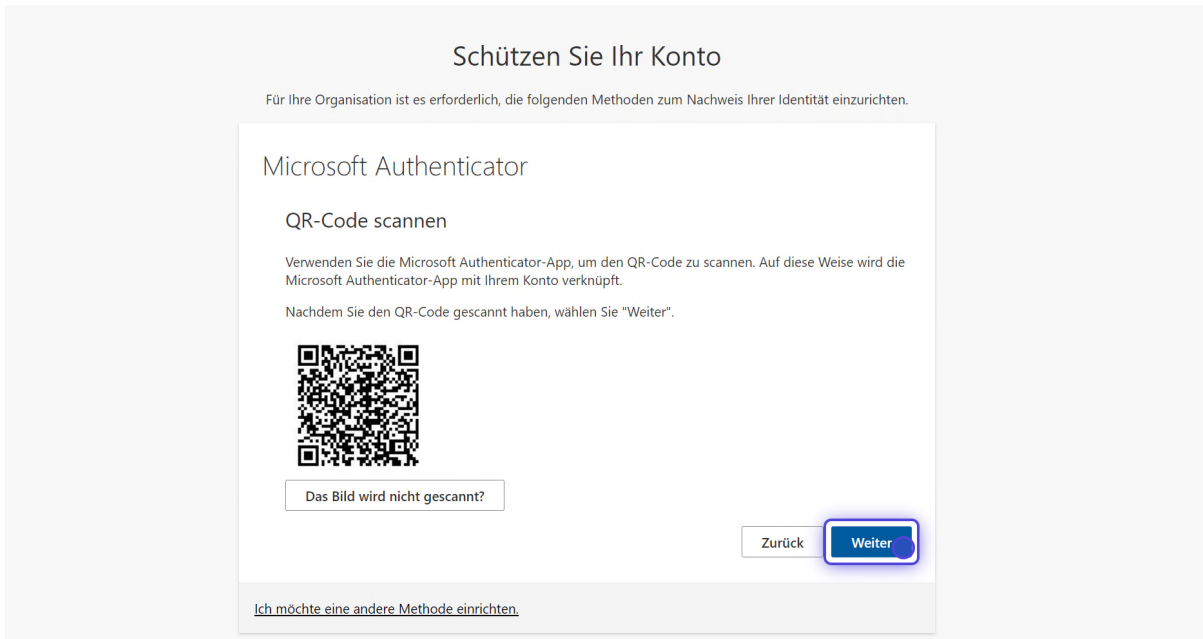 Schützen Sie Ihr Konto
Für Ihre Organisation ist es erforderlich, die folgenden Methoden zum Nachweis Ihrer Identität einzurichten.
Microsoft Authenticator
QR-Code scannen
Verwenden Sie die Microsoft Authenticator-App, um den QR-Code zu scannen. Auf diese Weise wird die
Microsoft Authenticator-App mit Ihrem Konto verknüpft.
Nachdem Sie den QR-Code gescannt haben, wählen Sie "Weiter".
Das Bild wird nicht gescannt?
Zurück
Weiter
Ich möchte eine andere Methode einrichten.